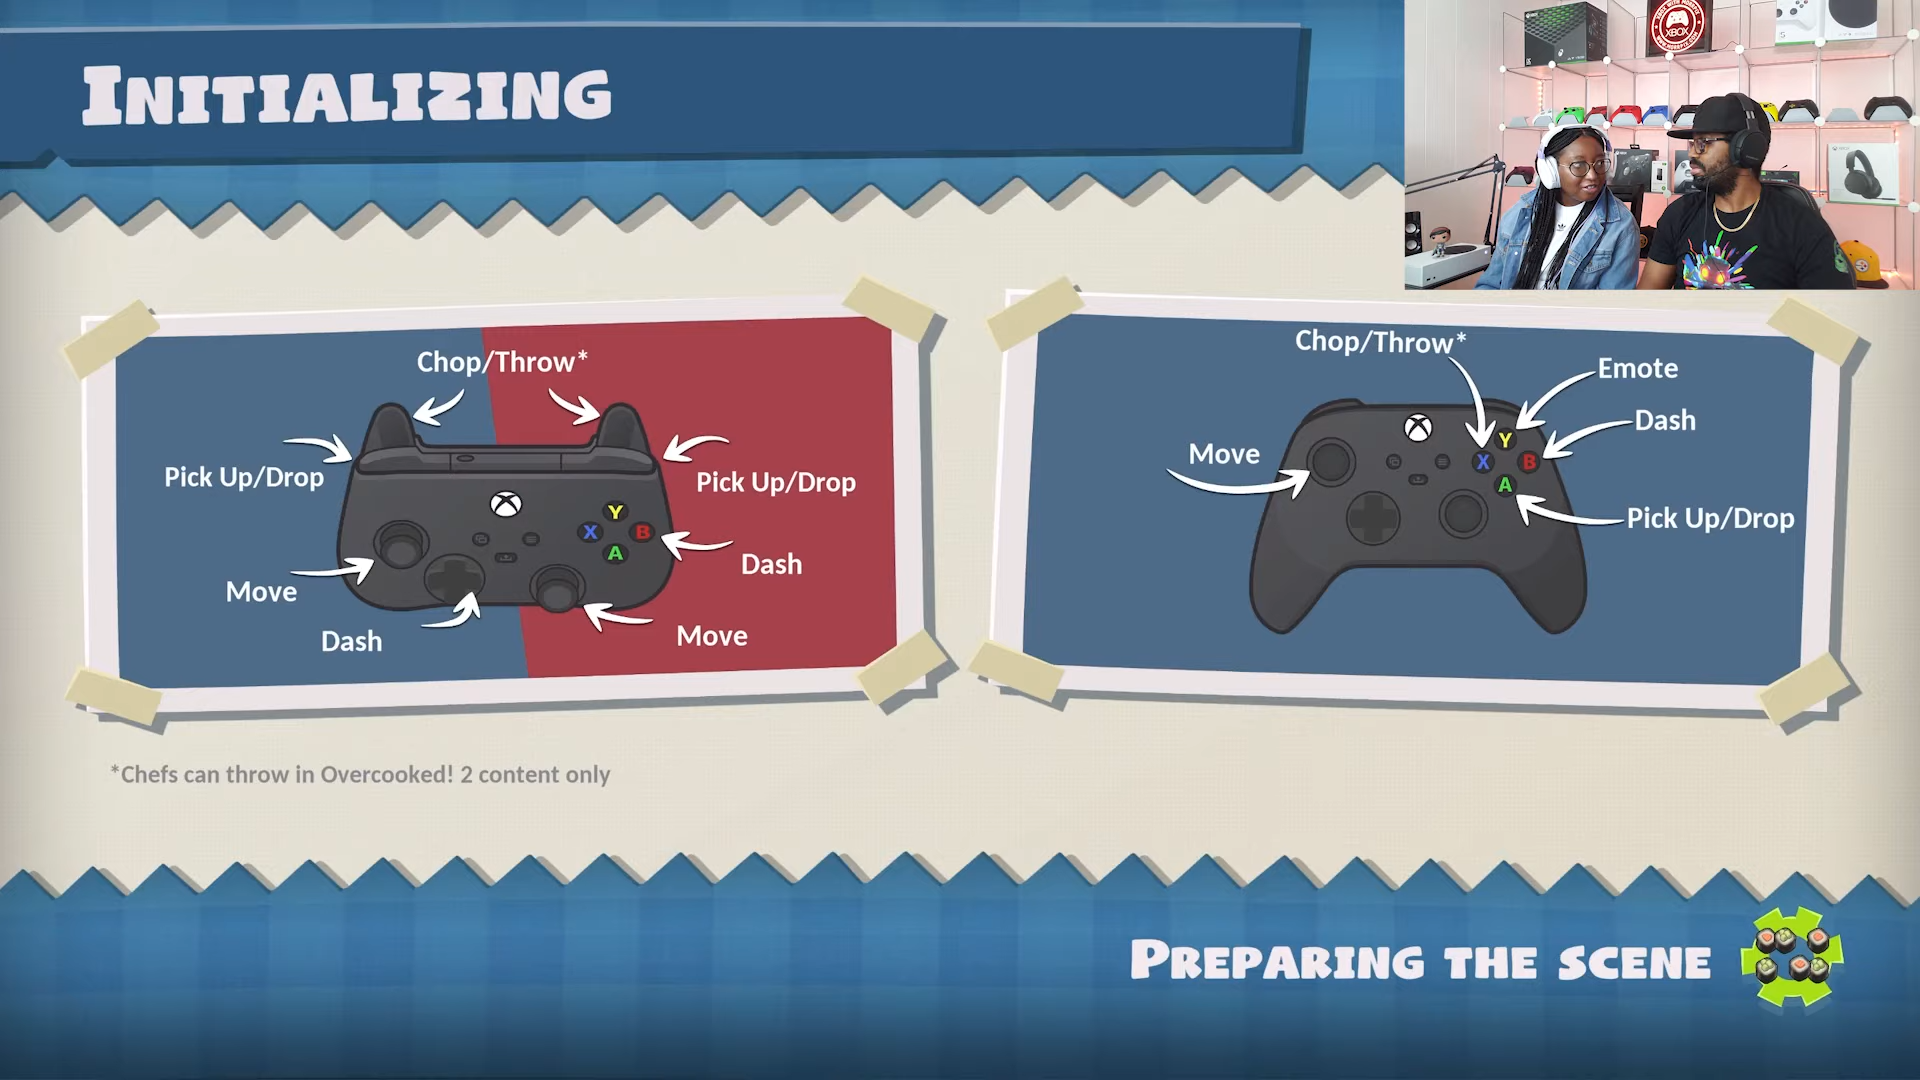 INITIALIZING
XBOX
Chop/Throw*
Pick Up/Drop
Pick Up/Drop
Y
X
B
A
Dash
Move
Dash
Move
Chop/Throw*
Emote
Dash
Move
Y
X
B
A
Pick Up/Drop
*Chefs can throw in Overcooked! 2 content only
PREPARING THE SCENE